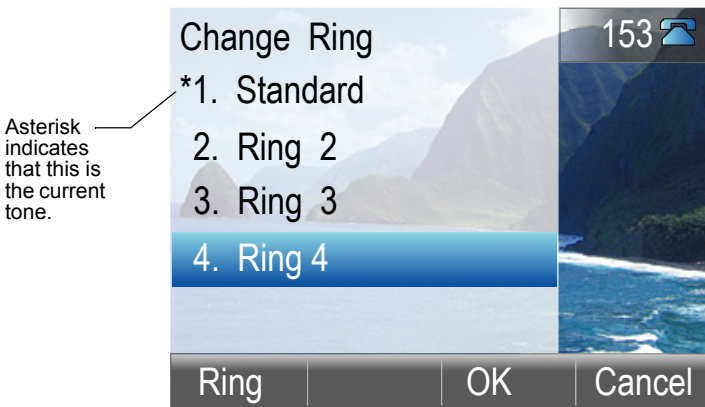 Change Ring
153
*1. Standard
2. Ring 2
3. Ring 3
4. Ring 4
Ring
OK
Cancel
Asterisk
indicates
that this is
the current
tone.